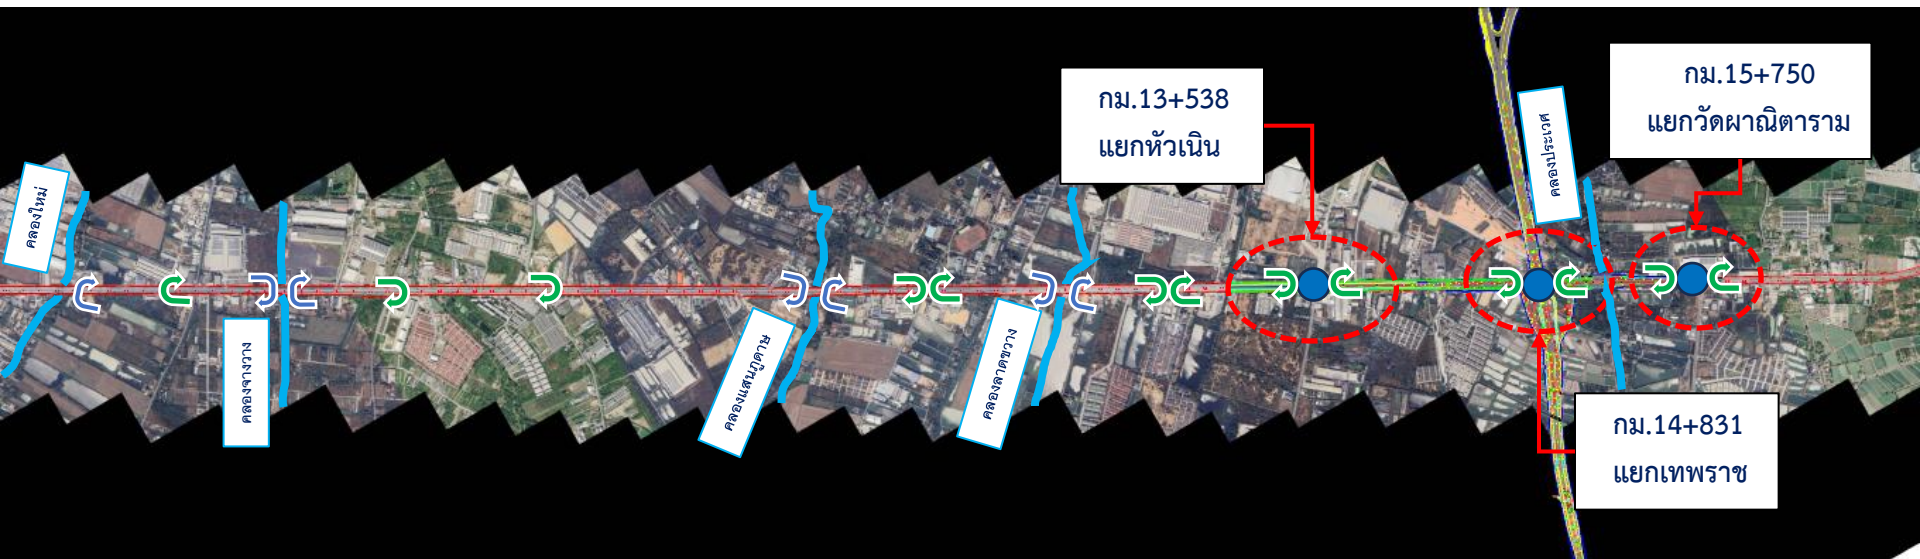 กม.15+750
แยกวัดผาณิตาราม
กม.13+538
แยกหัวเนิน
คลองประเวศ
คลองใหม่
คลองจางวาง
คลองแสนภูดาษ
คลองลาดขวาง
กม.14+831
แยกเทพราช